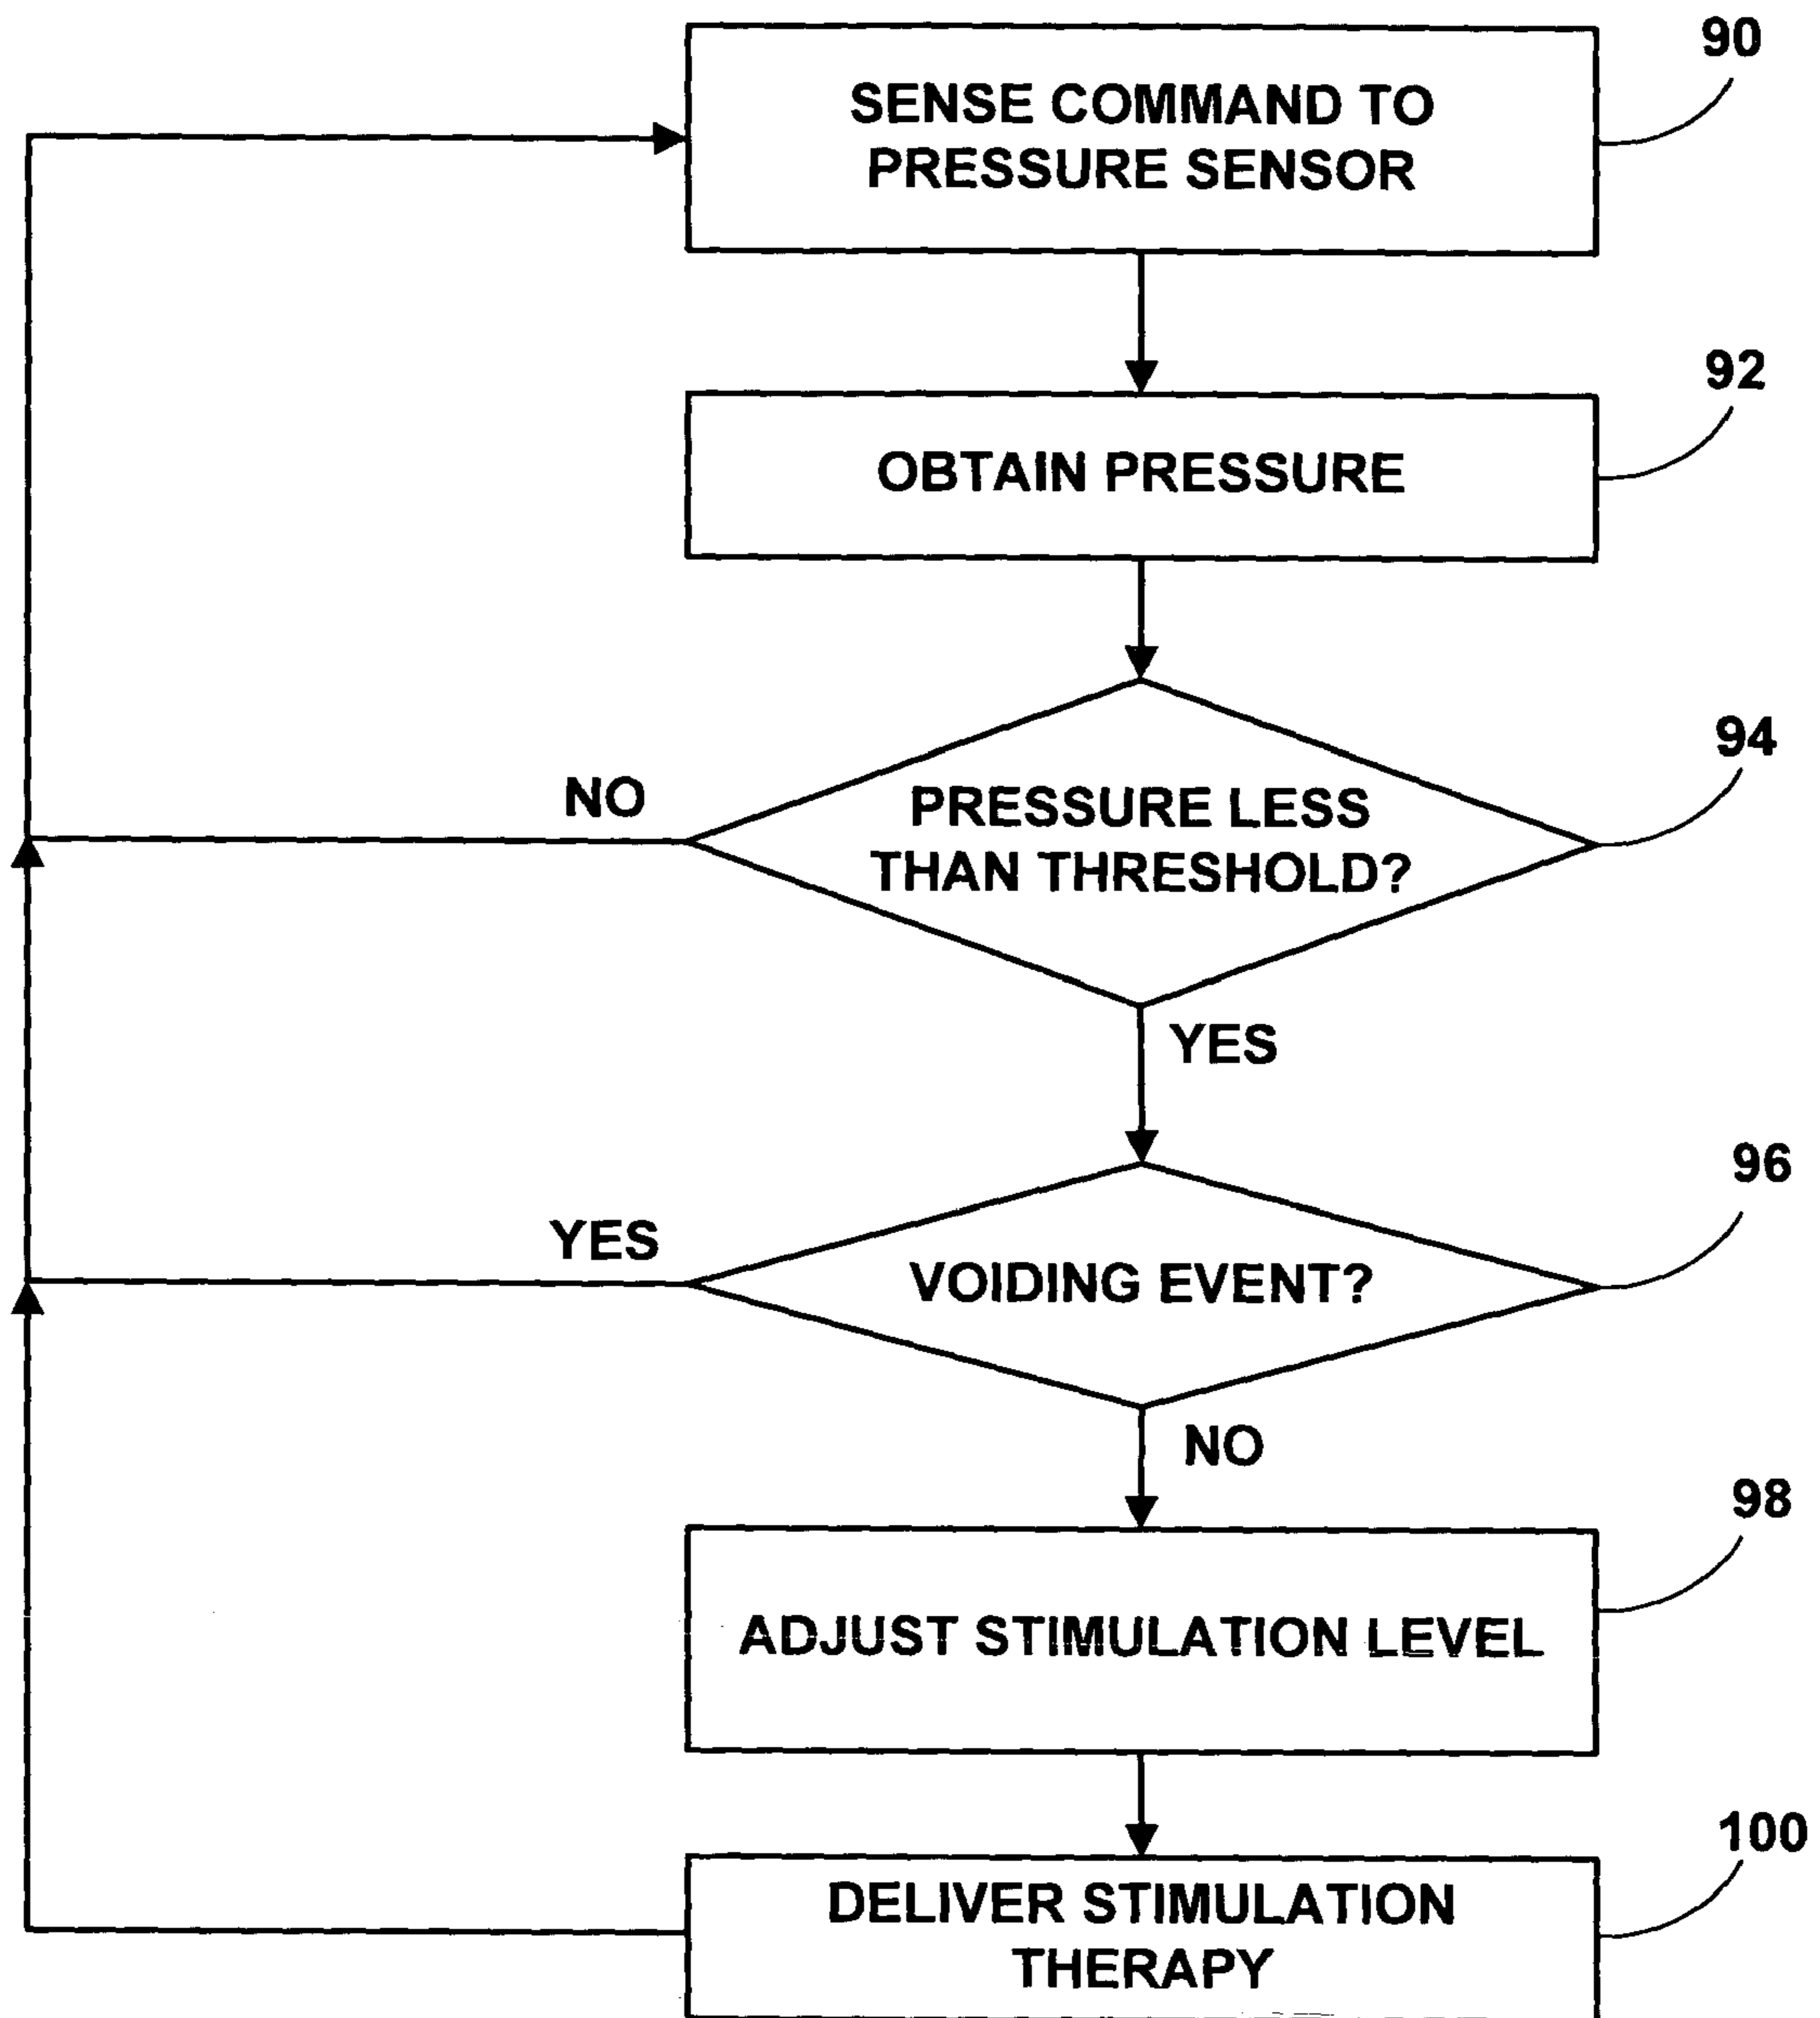 90
SENSE COMMAND TO
PRESSURE SENSOR
92
OBTAIN PRESSURE
94
NO
PRESSURE LESS
THAN THRESHOLD?
YES
96
YES
VOIDING EVENT?
NO
98
ADJUST STIMULATION LEVEL
100
DELIVER STIMULATION
THERAPY